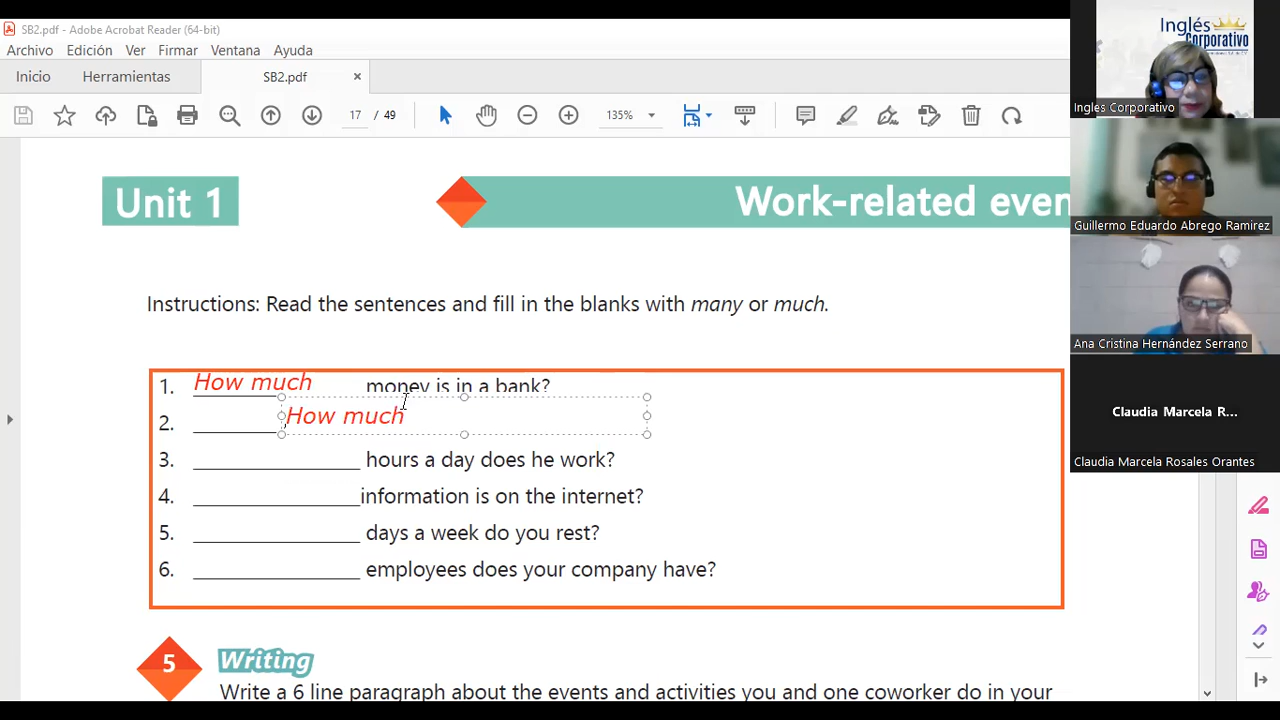 SB2.pdf - Adobe Acrobat Reader (64-bit)
Archivo Edición Ver Firmar Ventana Ayuda
Inicio Herramientas SB2.pdf ×
17 / 49 135%
Unit 1
Work-related even
Instructions: Read the sentences and fill in the blanks with many or much.
1. How much money is in a bank?
2. How much
3. ________________ hours a day does he work?
4. ________________information is on the internet?
5. ________________ days a week do you rest?
6. ________________ employees does your company have?
5 Writing
Write a 6 line paragraph about the events and activities you and one coworker do in your
Inglés
Corporativo
Ingles Corporativo
Guillermo Eduardo Abrego Ramirez
Ana Cristina Hernández Serrano
Claudia Marcela R...
Claudia Marcela Rosales Orantes